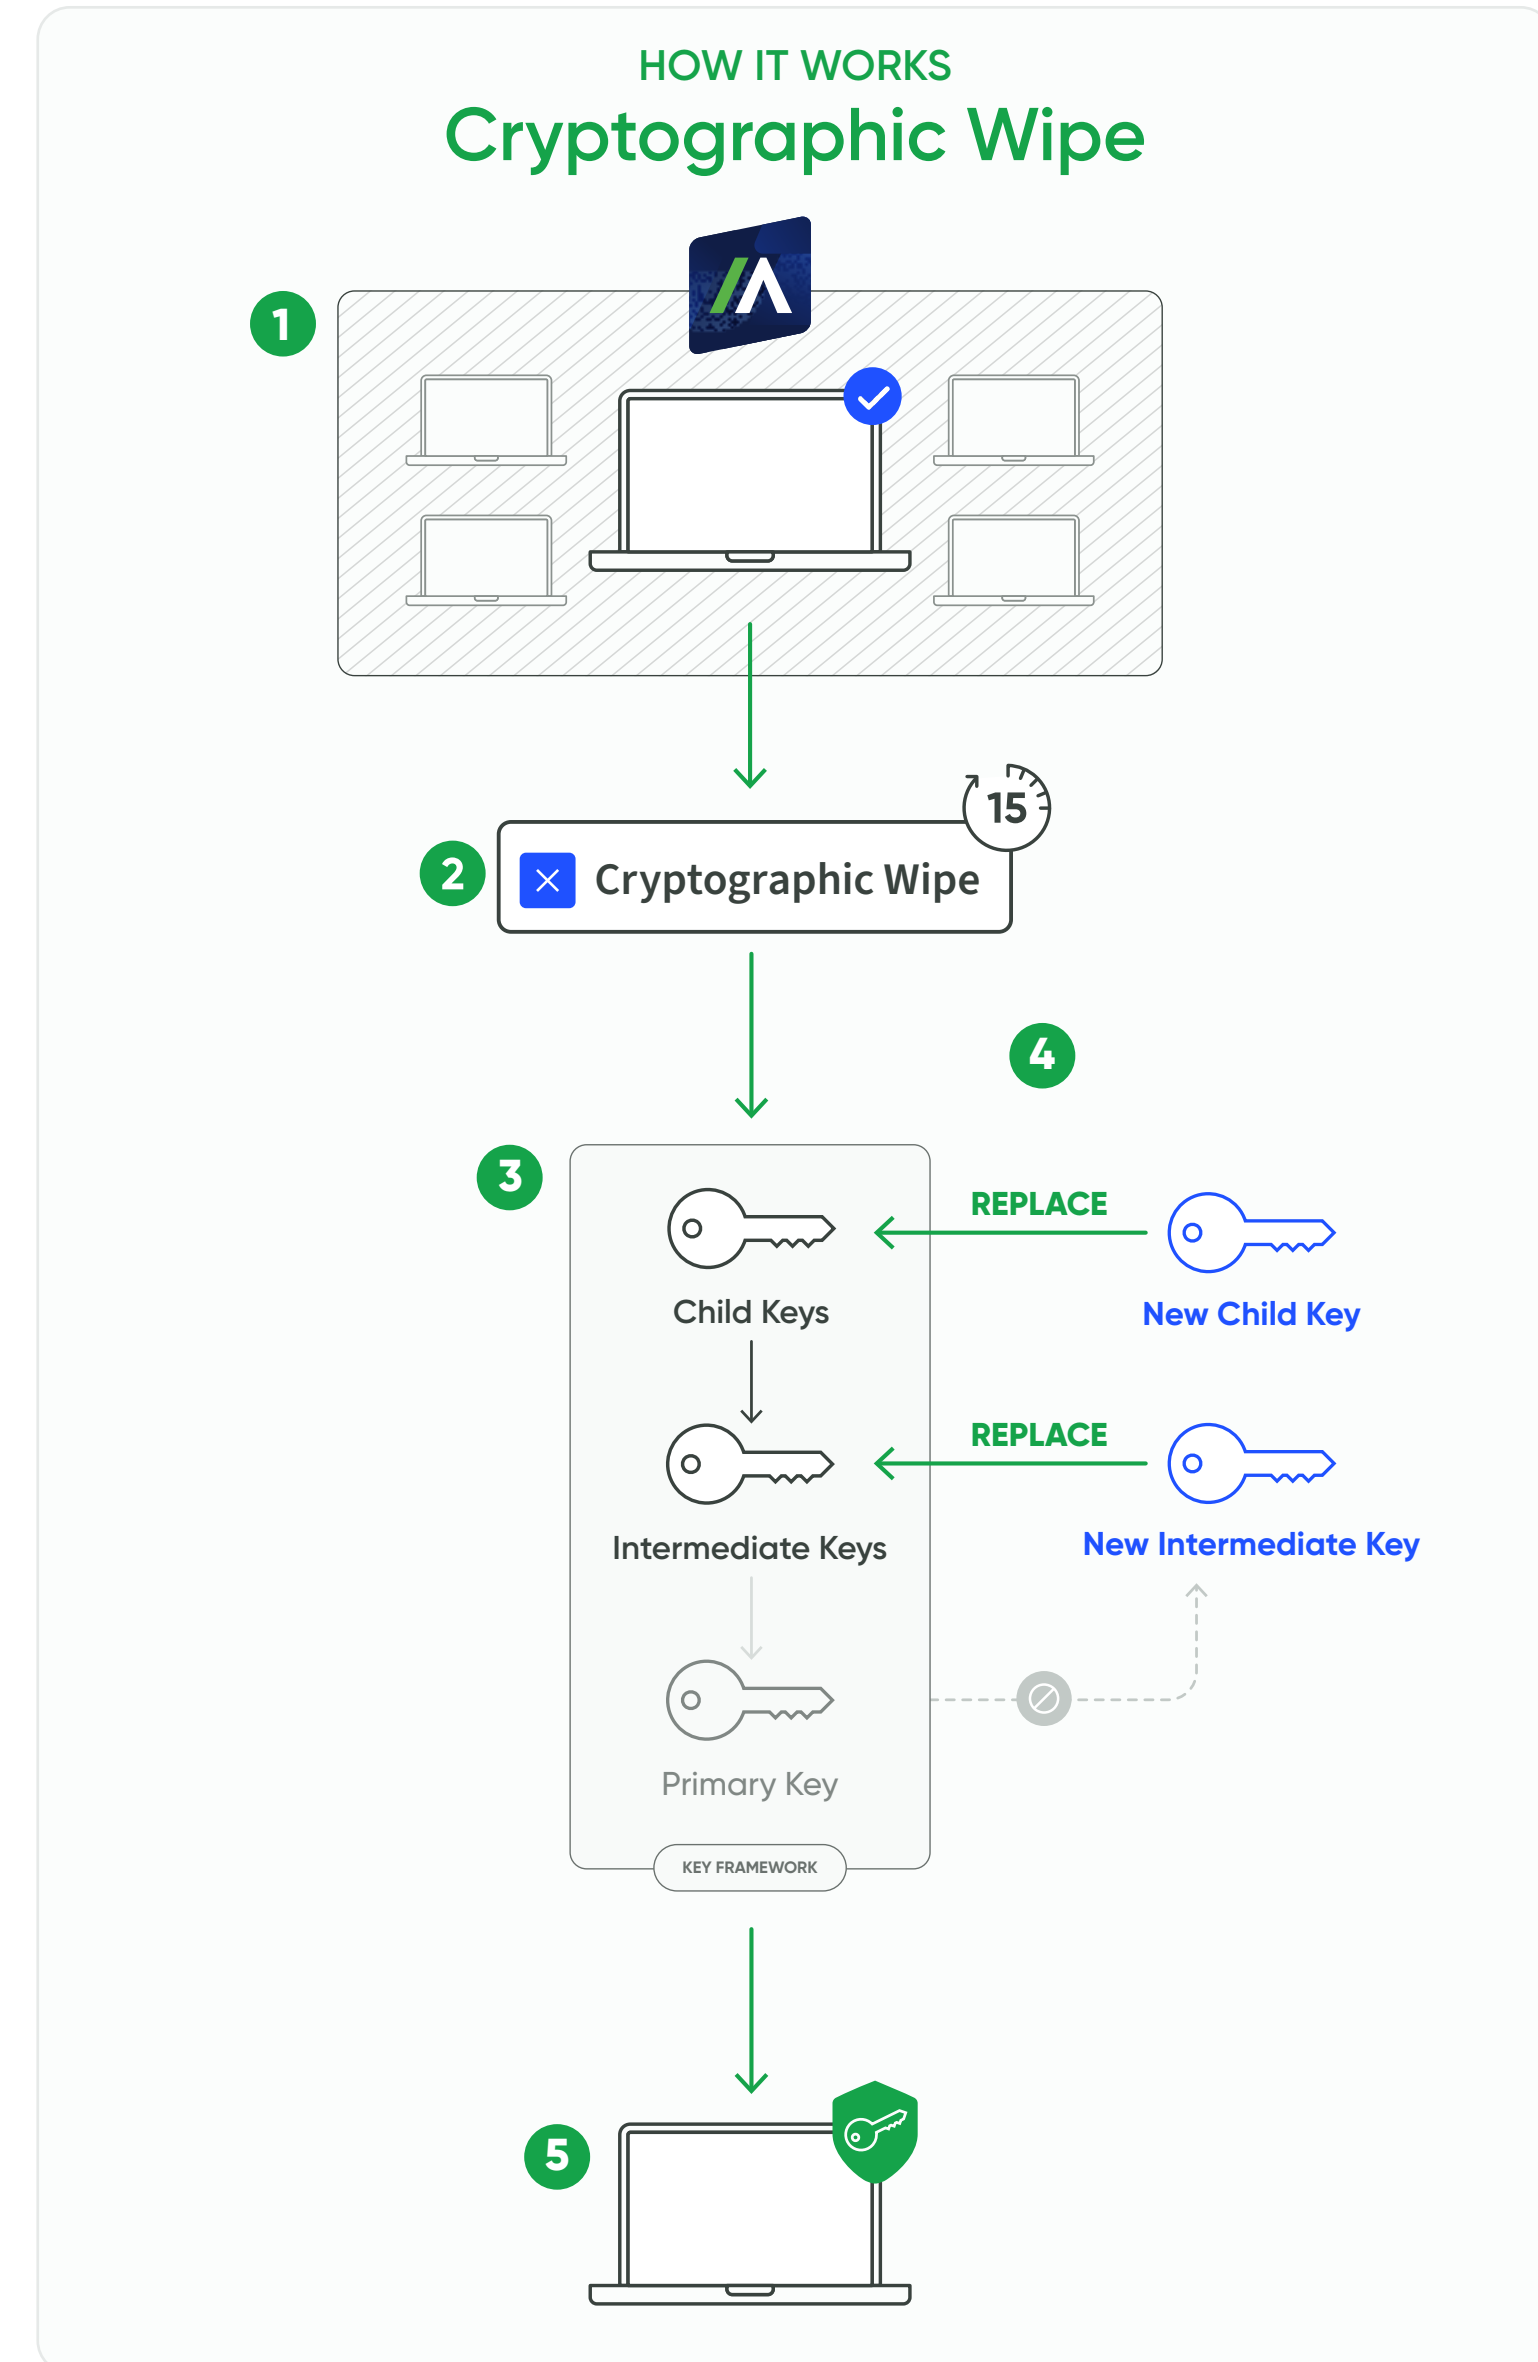 HOW IT WORKS
Cryptographic Wipe
1
15
2
Cryptographic Wipe
4
3
REPLACE
Child Keys
New Child Key
REPLACE
Intermediate Keys
New Intermediate Key
Primary Key
KEY FRAMEWORK
5